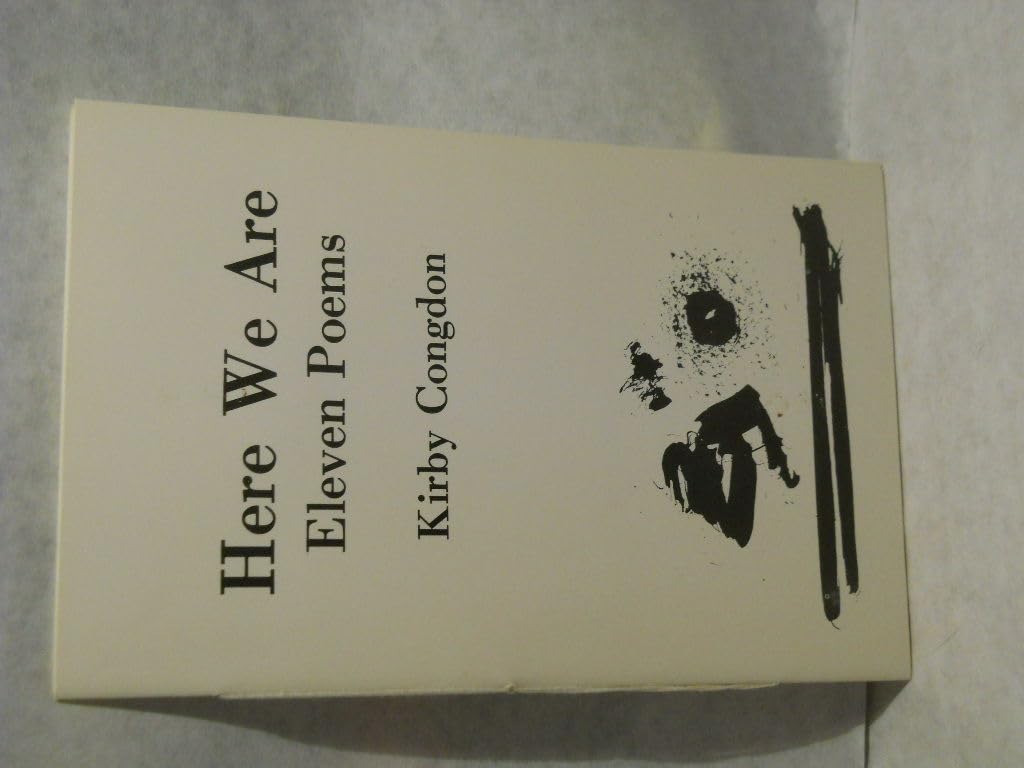 Here We Are
Eleven Poems
Kirby Congdon